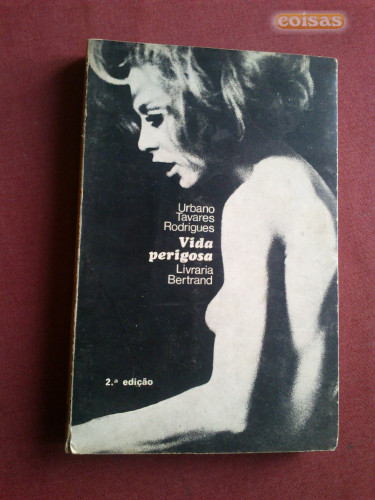 coisas
Urbano
Tavares
Rodrigues
Vida
perigosa
Livraria
Bertrand
2.ª edição